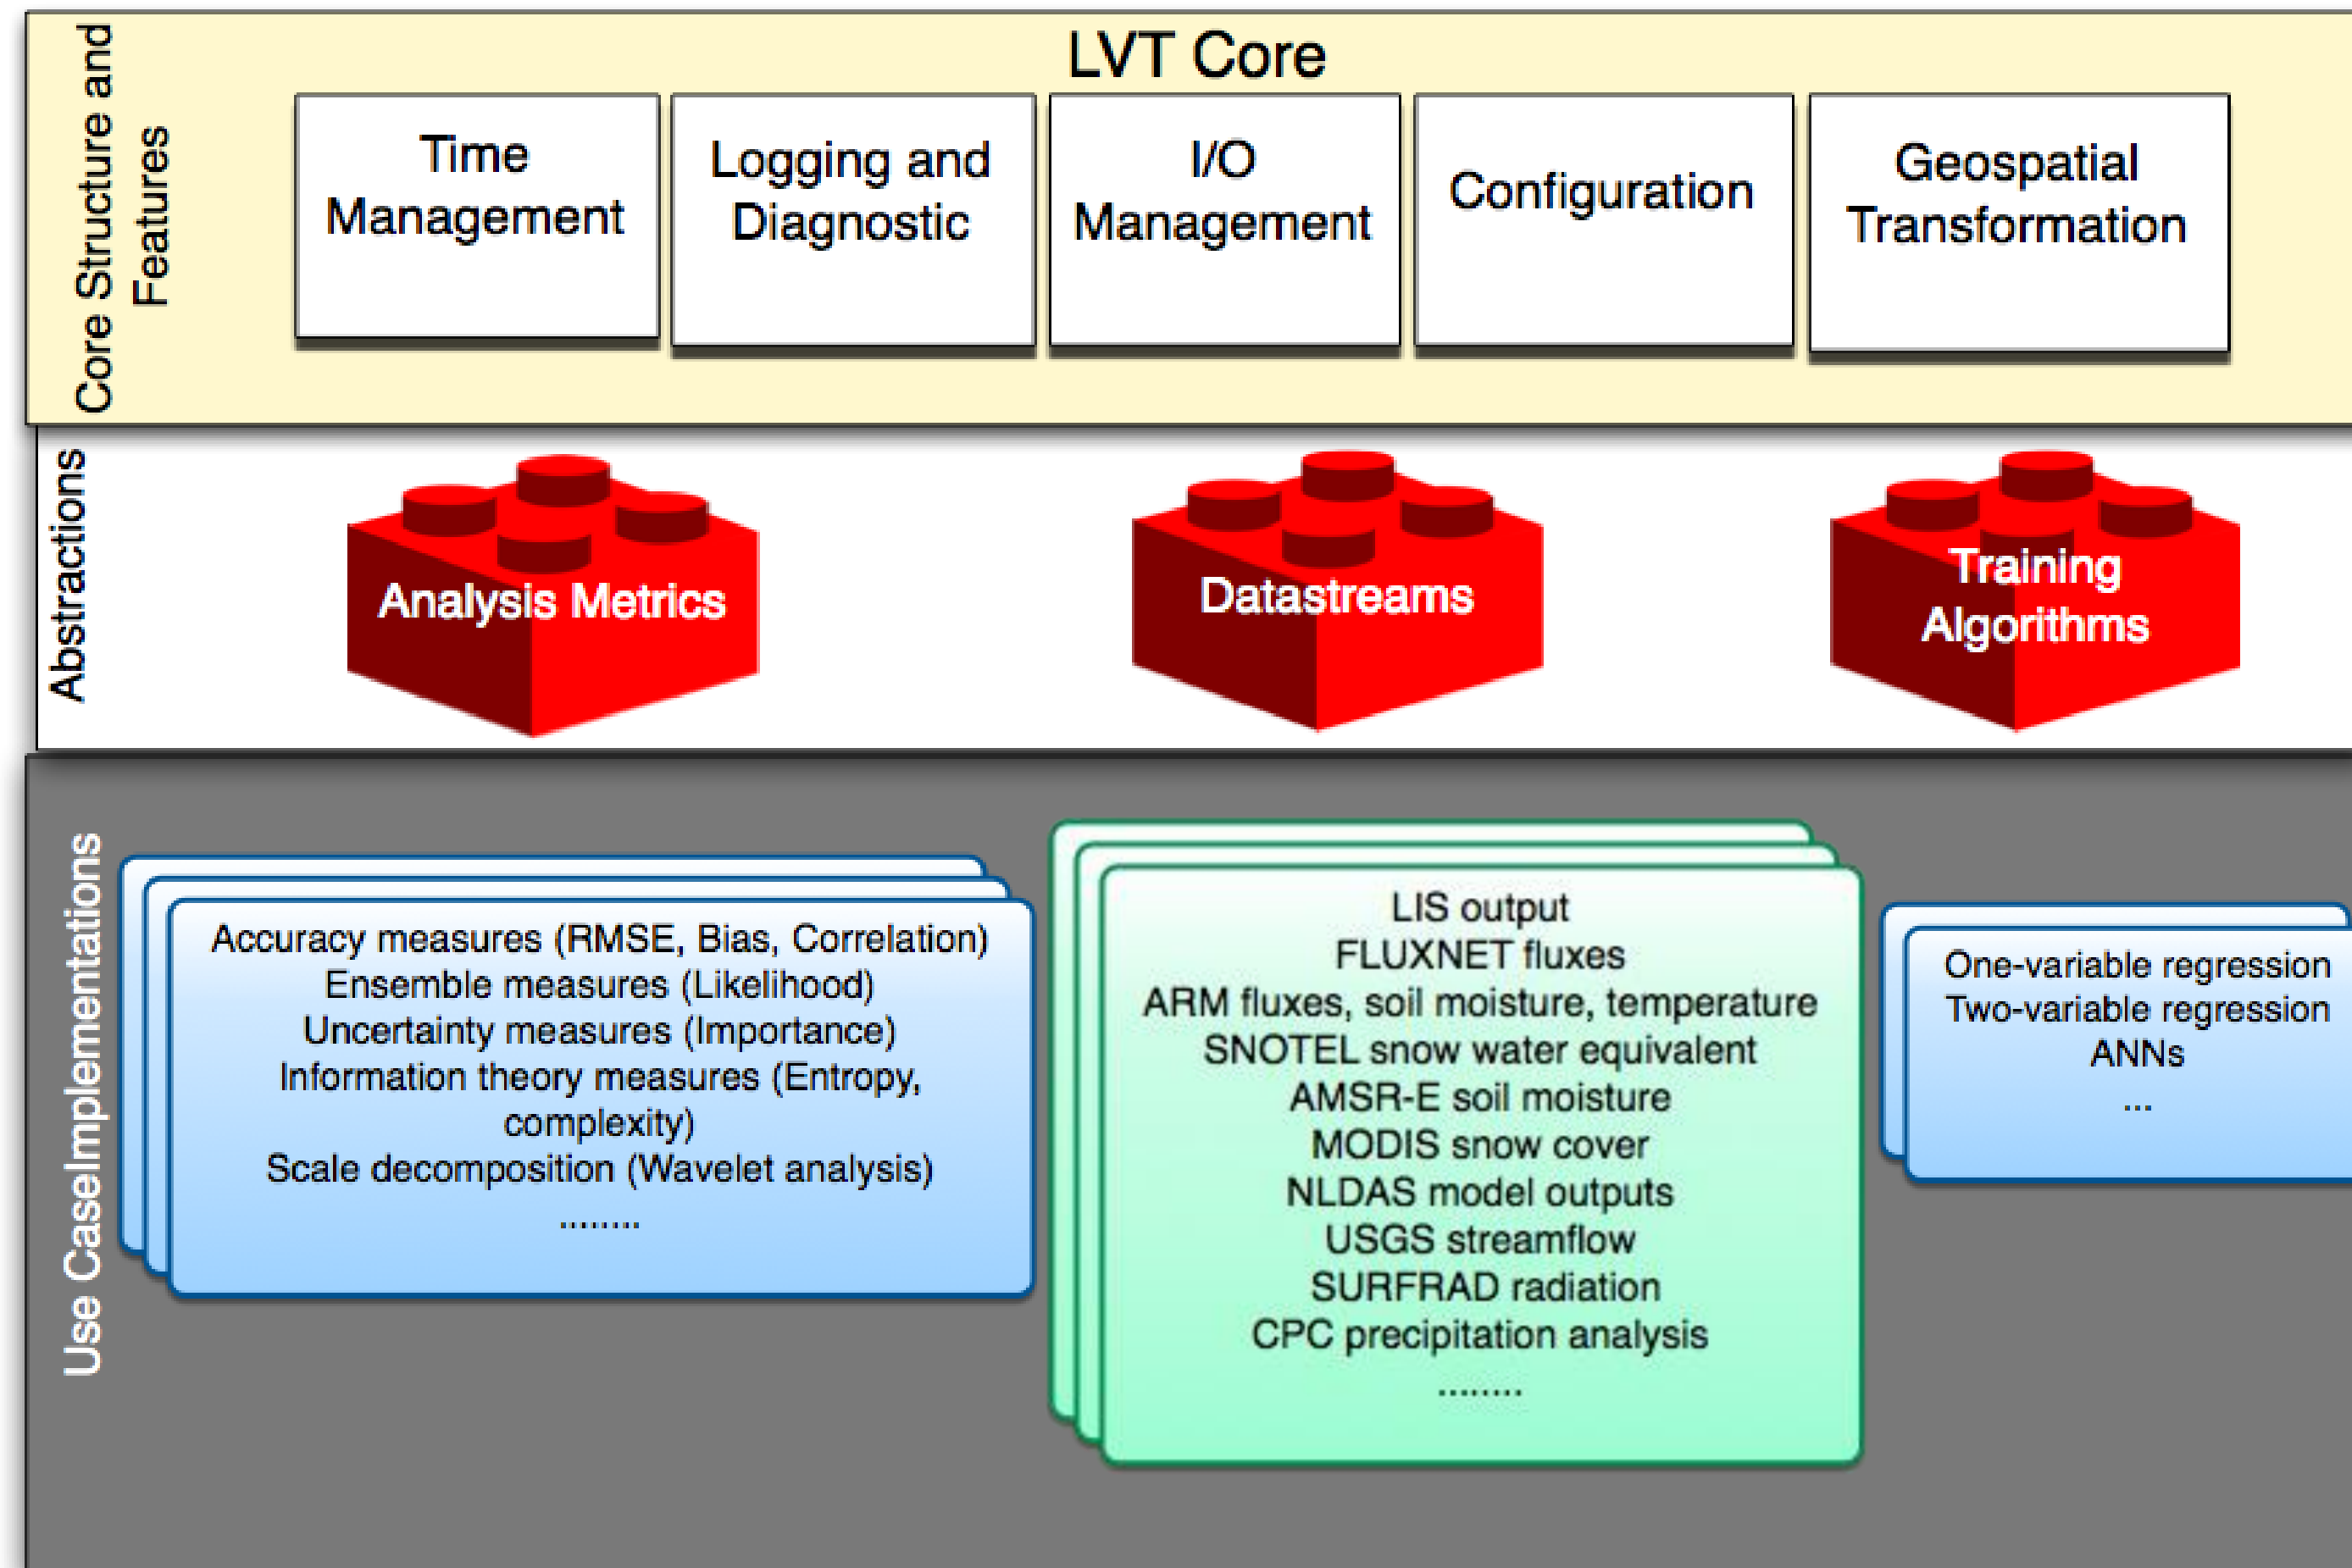 LVT Core
Core Structure and
Features
Time
Management
Logging and
Diagnostic
I/O
Management
Configuration
Geospatial
Transformation
Abstractions
Analysis Metrics
Datastreams
Training
Algorithms
Use CaseImplementations
Accuracy measures (RMSE, Bias, Correlation)
Ensemble measures (Likelihood)
Uncertainty measures (Importance)
Information theory measures (Entropy,
complexity)
Scale decomposition (Wavelet analysis)
........
LIS output
FLUXNET fluxes
ARM fluxes, soil moisture, temperature
SNOTEL snow water equivalent
AMSR-E soil moisture
MODIS snow cover
NLDAS model outputs
USGS streamflow
SURFRAD radiation
CPC precipitation analysis
........
One-variable regression
Two-variable regression
ANNs
...